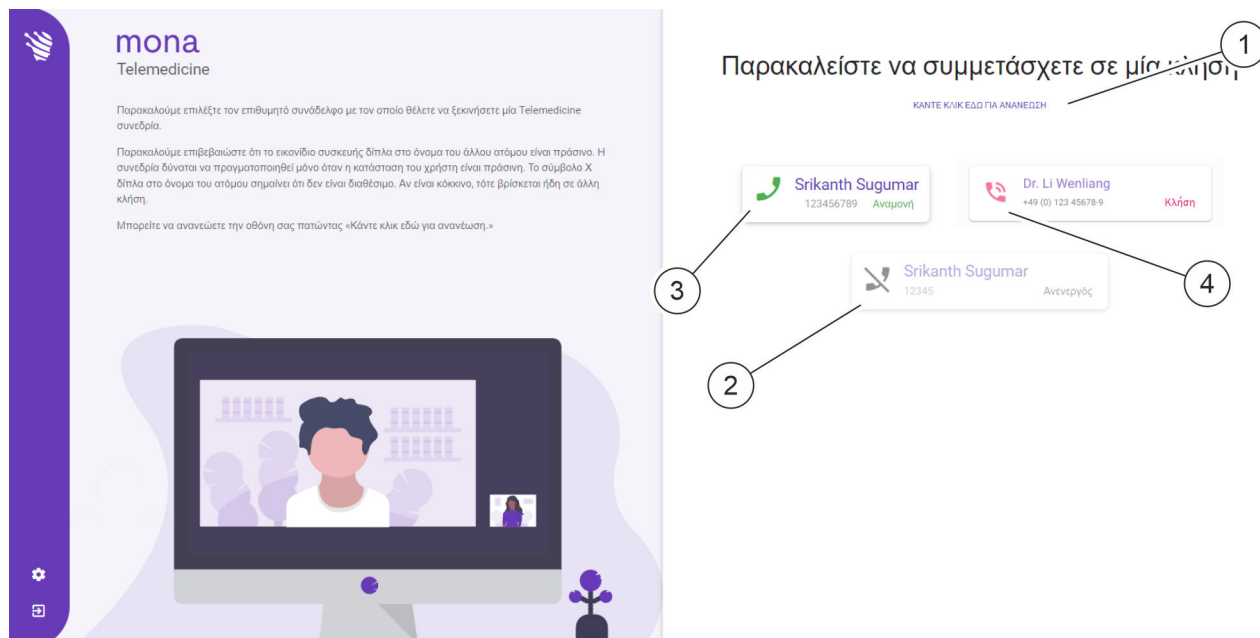 mona
Telemedicine
Παρακαλούμε επιλέξτε τον επιθυμητό συνάδελφο με τον οποίο θέλετε να ξεκινήσετε μία Telemedicine
συνεδρία.
Παρακαλούμε επιβεβαιώστε ότι το εικονίδιο συσκευής δίπλα στο όνομα του άλλου ατόμου είναι πράσινο. Η
συνεδρία δύναται να πραγματοποιηθεί μόνο όταν η κατάσταση του χρήστη είναι πράσινη. Το σύμβολο X
δίπλα στο όνομα του ατόμου σημαίνει ότι δεν είναι διαθέσιμο. Αν είναι κόκκινο, τότε βρίσκεται ήδη σε άλλη
κλήση.
Μπορείτε να ανανεώετε την οθόνη σας πατώντας «Κάντε κλικ εδώ για ανανέωση.»
1
Παρακαλείστε να συμμετάσχετε σε μία κλήση
ΚΑΝΤΕ ΚΛΙΚ ΕΔΩ ΓΙΑ ΑΝΑΝΕΩΣΗ
Srikanth Sugumar
123456789 Αναμονή
Dr. Li Wenliang
+49 (0) 123 45678-9 Κλήση
3
Srikanth Sugumar
12345 Ανενεργός
4
2